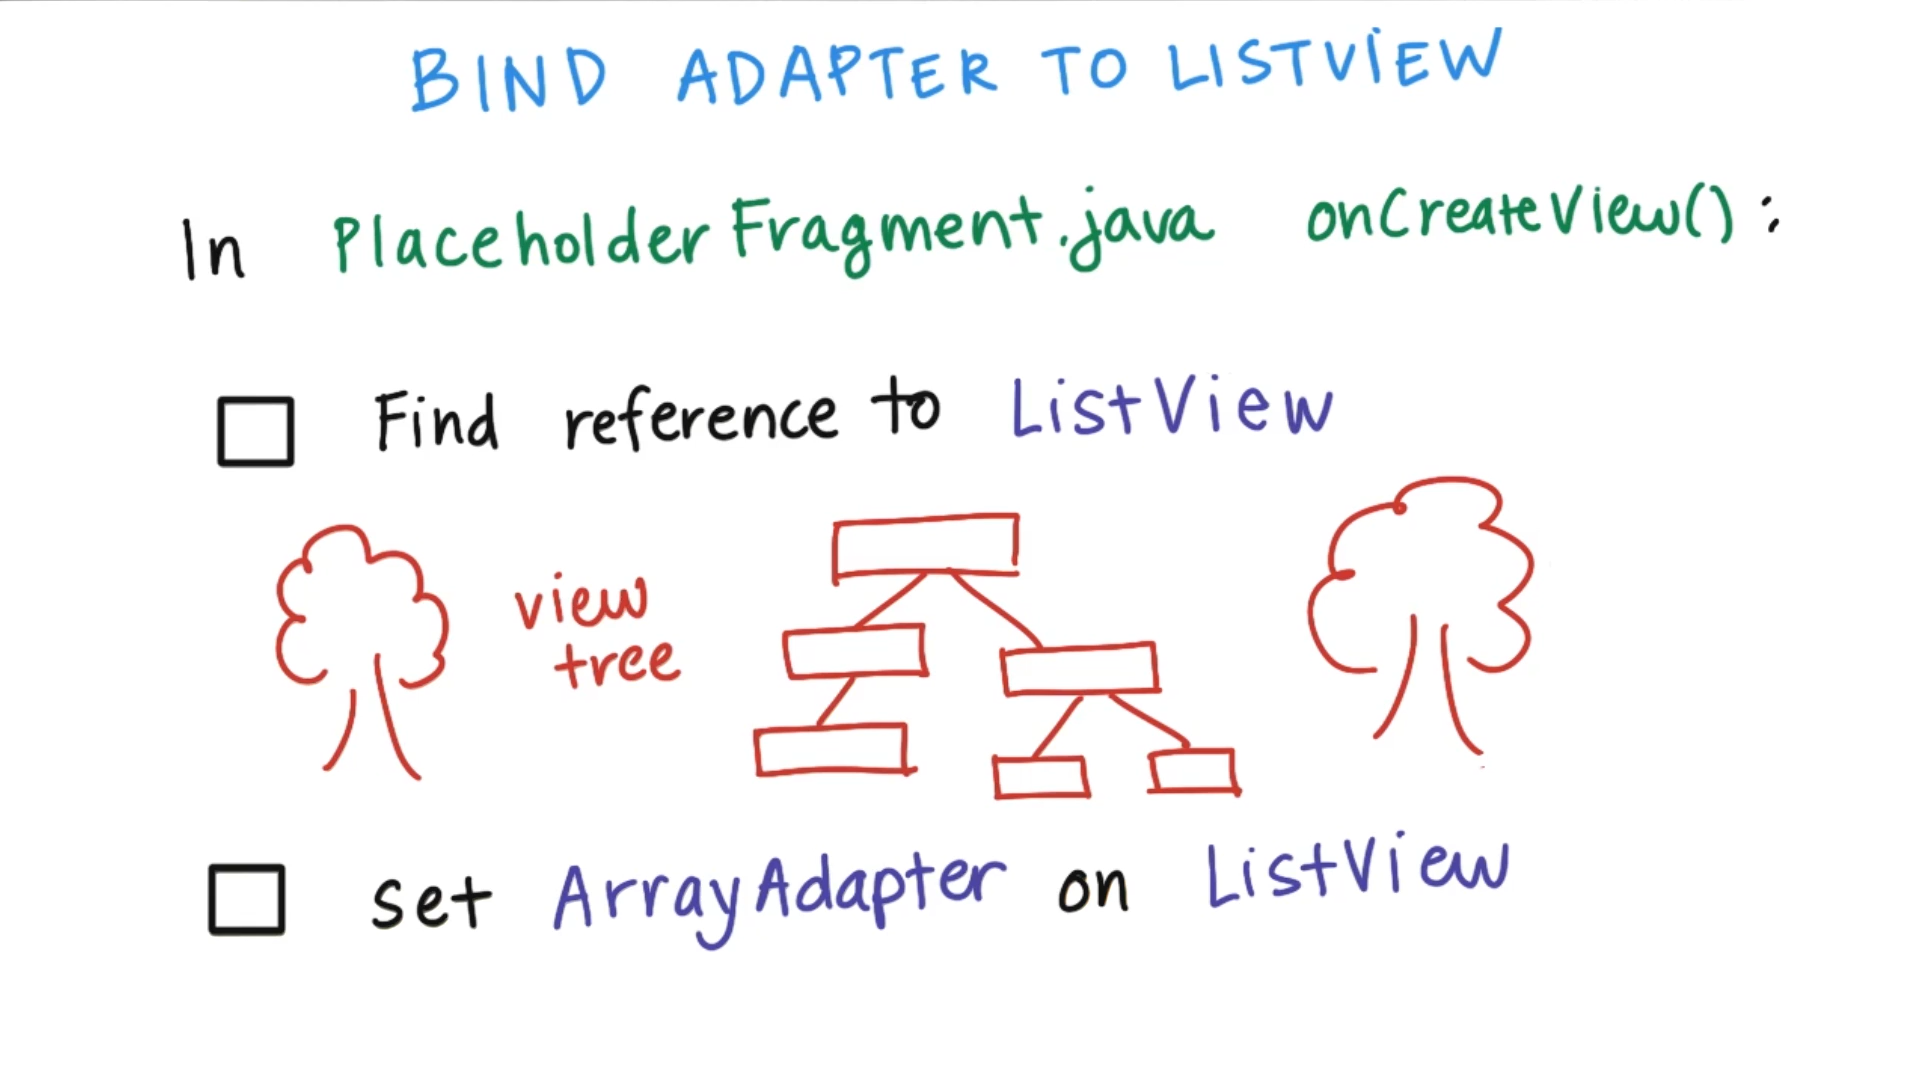 BIND ADAPTER TO LISTVIEW
In PlaceholderFragment.java onCreateView():
Find reference to ListView
view
tree
set ArrayAdapter on ListView